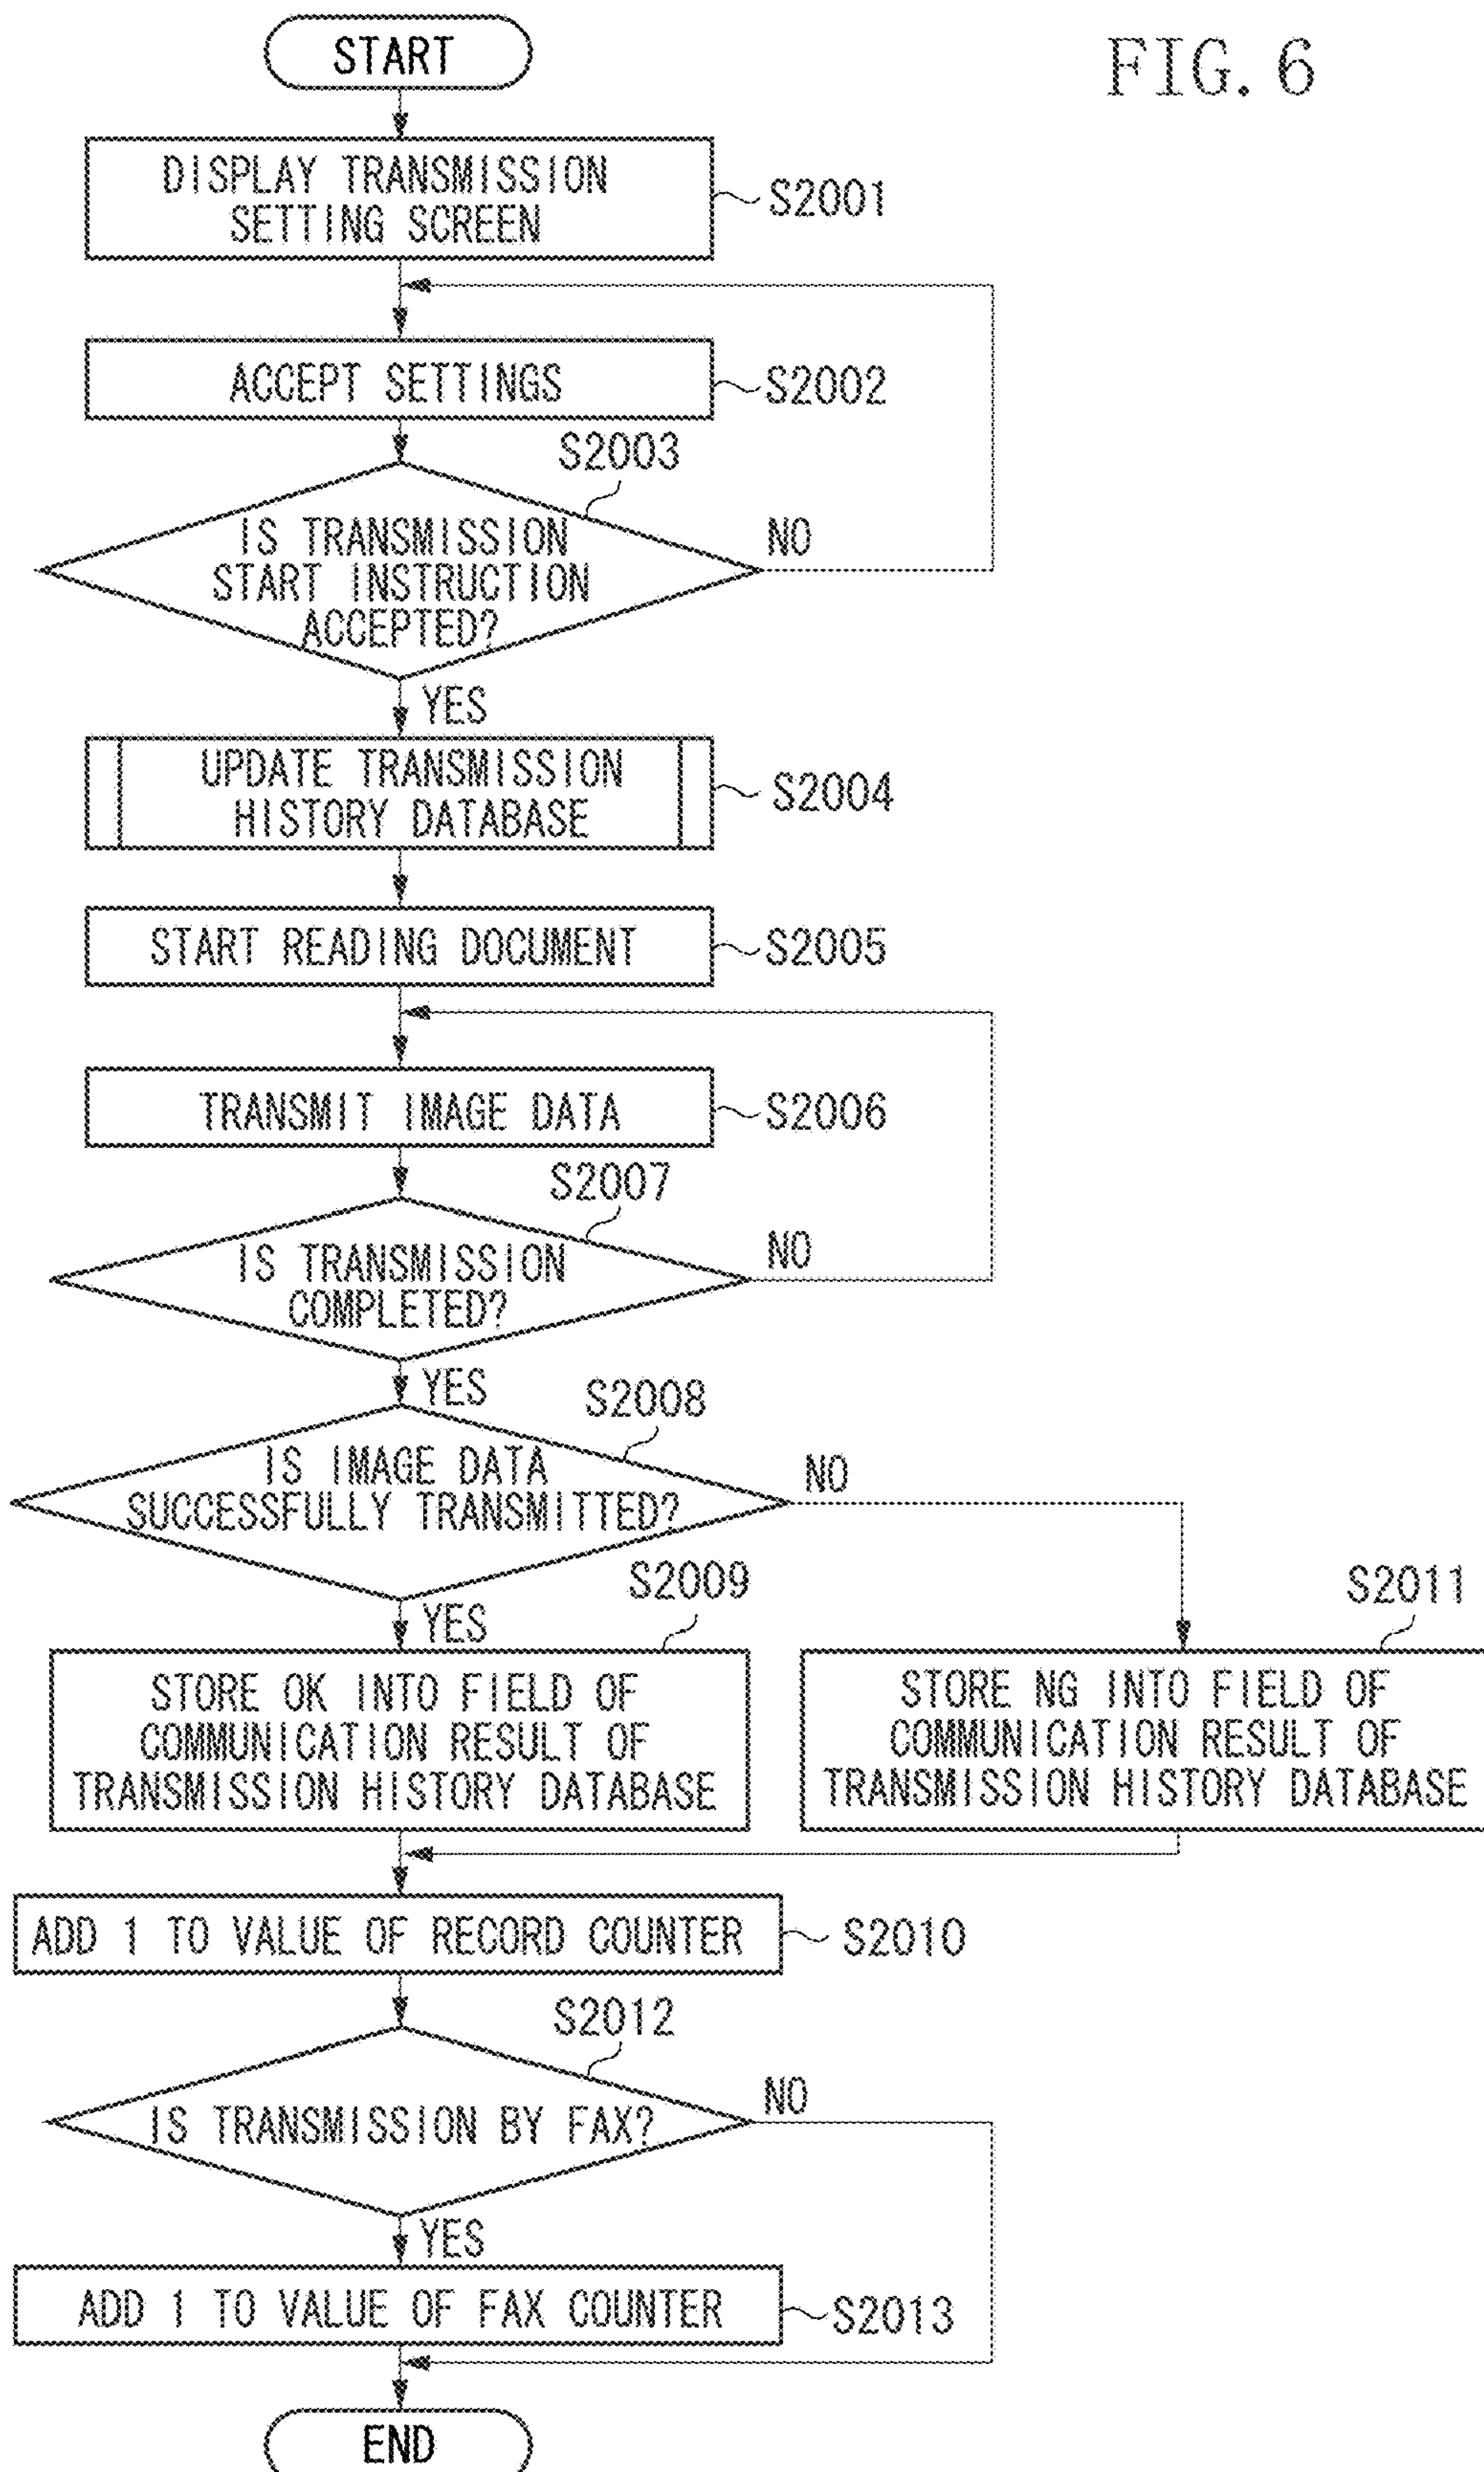 START
FIG. 6
DISPLAY TRANSMISSION
SETTING SCREEN
S2001
ACCEPT SETTINGS
S2002
S2003
IS TRANSMISSION
START INSTRUCTION
ACCEPTED?
NO
YES
UPDATE TRANSMISSION
HISTORY DATABASE
S2004
START READING DOCUMENT
S2005
TRANSMIT IMAGE DATA
S2006
S2007
IS TRANSMISSION
COMPLETED?
NO
YES
S2008
IS IMAGE DATA
SUCCESSFULLY TRANSMITTED?
NO
YES
S2009
STORE OK INTO FIELD OF
COMMUNICATION RESULT OF
TRANSMISSION HISTORY DATABASE
S2011
STORE NG INTO FIELD OF
COMMUNICATION RESULT OF
TRANSMISSION HISTORY DATABASE
ADD 1 TO VALUE OF RECORD COUNTER
S2010
S2012
IS TRANSMISSION BY FAX?
NO
YES
ADD 1 TO VALUE OF FAX COUNTER
S2013
END